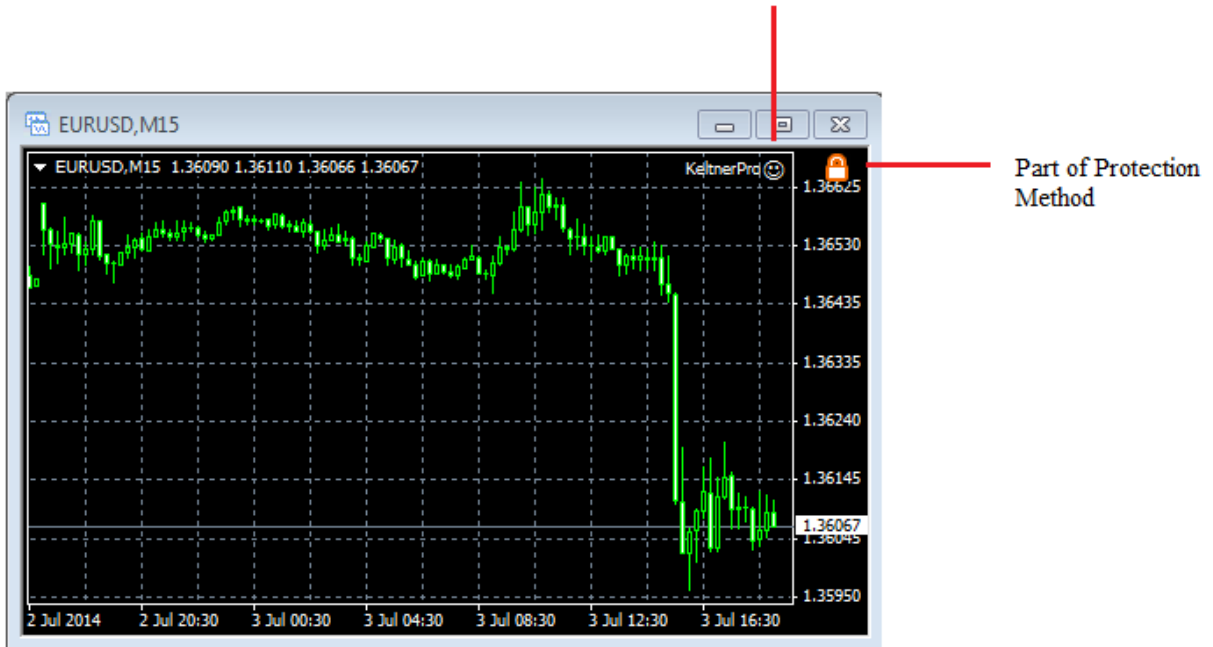 EURUSD,M15
EURUSD,M15 1.36090 1.36110 1.36066 1.36067
KeltnerPro
Part of Protection
Method
1.36625
1.36530
1.36435
1.36335
1.36240
1.36145
1.36067
1.36045
1.35950
2 Jul 2014 2 Jul 20:30 3 Jul 00:30 3 Jul 04:30 3 Jul 08:30 3 Jul 12:30 3 Jul 16:30